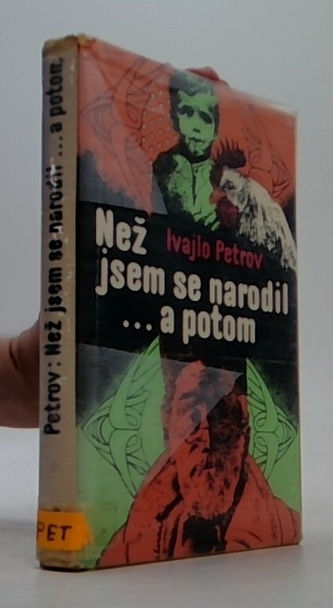 Petrov: Než jsem se narodil ... a potom
PET
Ivajlo Petrov
Než
jsem se narodil
... a potom